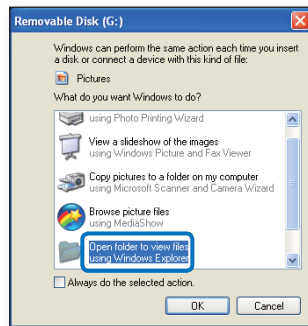 Removable Disk (G:)
Windows can perform the same action each time you insert
a disk or connect a device with this kind of file:
Pictures
What do you want Windows to do?
using Photo Printing Wizard
View a slideshow of the images
using Windows Picture and Fax Viewer
Copy pictures to a folder on my computer
using Microsoft Scanner and Camera Wizard
Browse picture files
using MediaShow
Open folder to view files
using Windows Explorer
Always do the selected action.
OK
Cancel